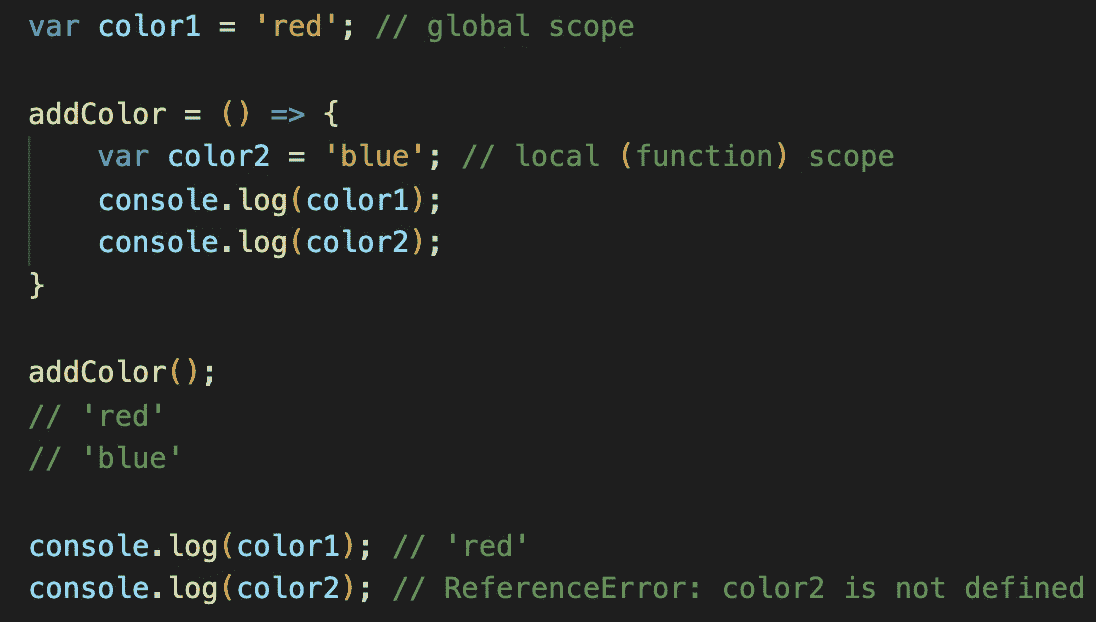 var color1 = 'red'; // global scope
addColor = () => {
var color2 = 'blue'; // local (function) scope
console.log(color1);
console.log(color2);
}
addColor();
// 'red'
// 'blue'
console.log(color1); // 'red'
console.log(color2); // ReferenceError: color2 is not defined